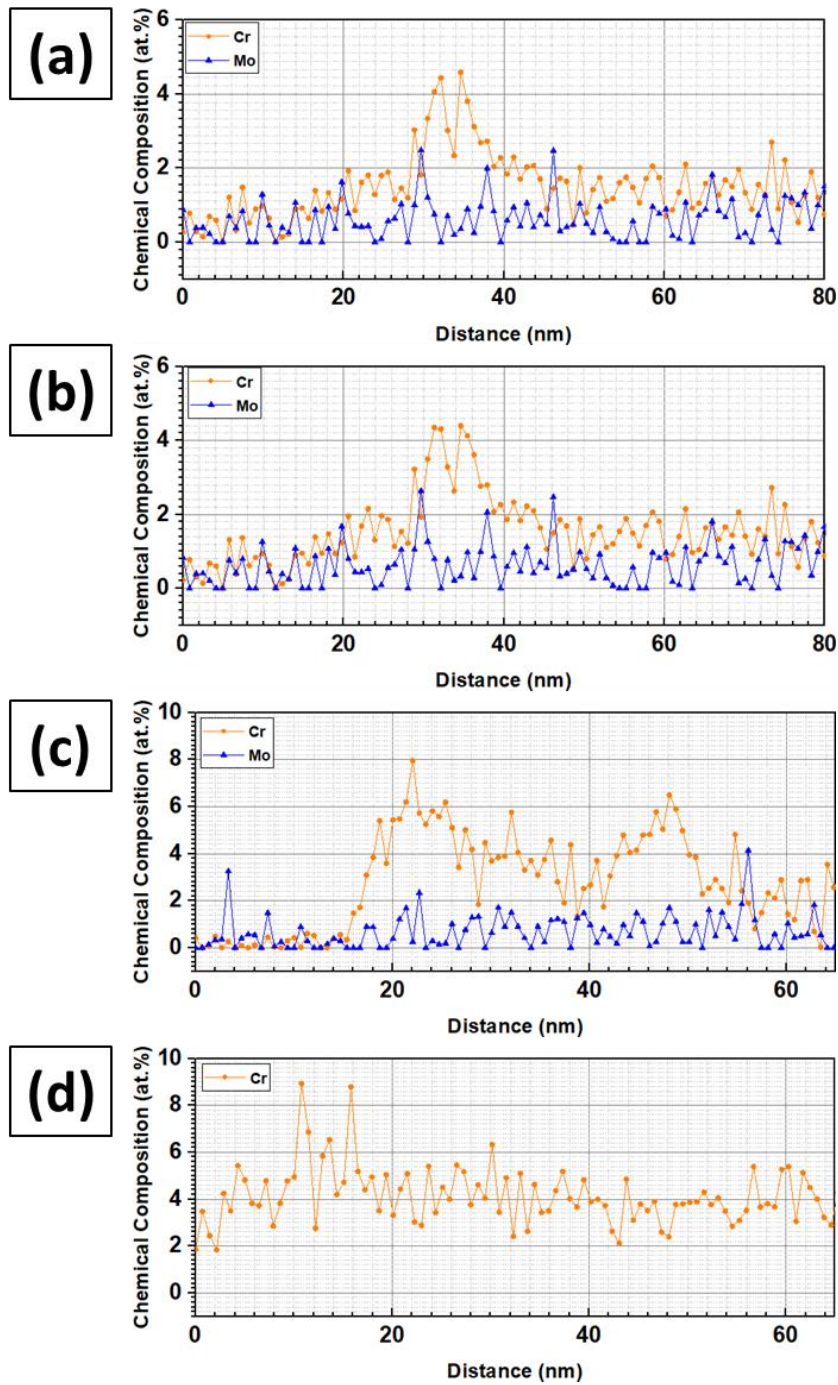 (a)
Chemical Composition (at.%)
6
4
2
0
Cr
Mo
0 20 40 60 80
Distance (nm)
(b)
Chemical Composition (at.%)
6
4
2
0
Cr
Mo
0 20 40 60 80
Distance (nm)
(c)
Chemical Composition (at.%)
10
8
6
4
2
0
Cr
Mo
0 20 40 60
Distance (nm)
(d)
Chemical Composition (at.%)
10
8
6
4
2
0
Cr
0 20 40 60
Distance (nm)